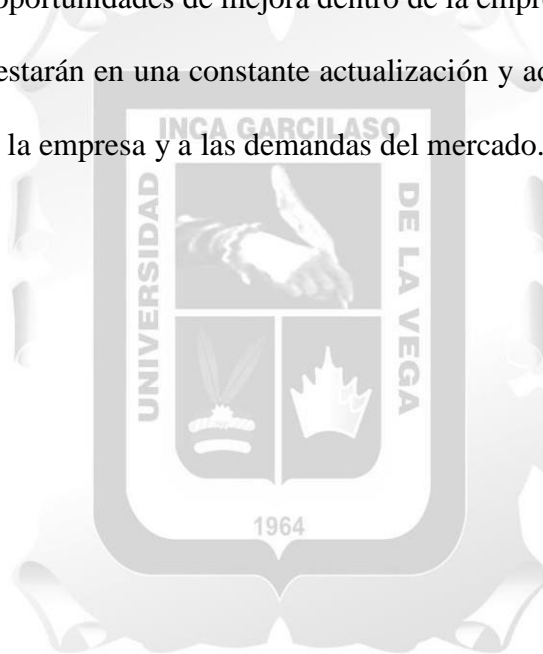 oportunidades de mejora dentro de la
estarán en una constante actualización y
la empresa y a las demandas del mercado.
INCA GARCILASO
UNIVERSIDAD
DE LA VEGA
1964